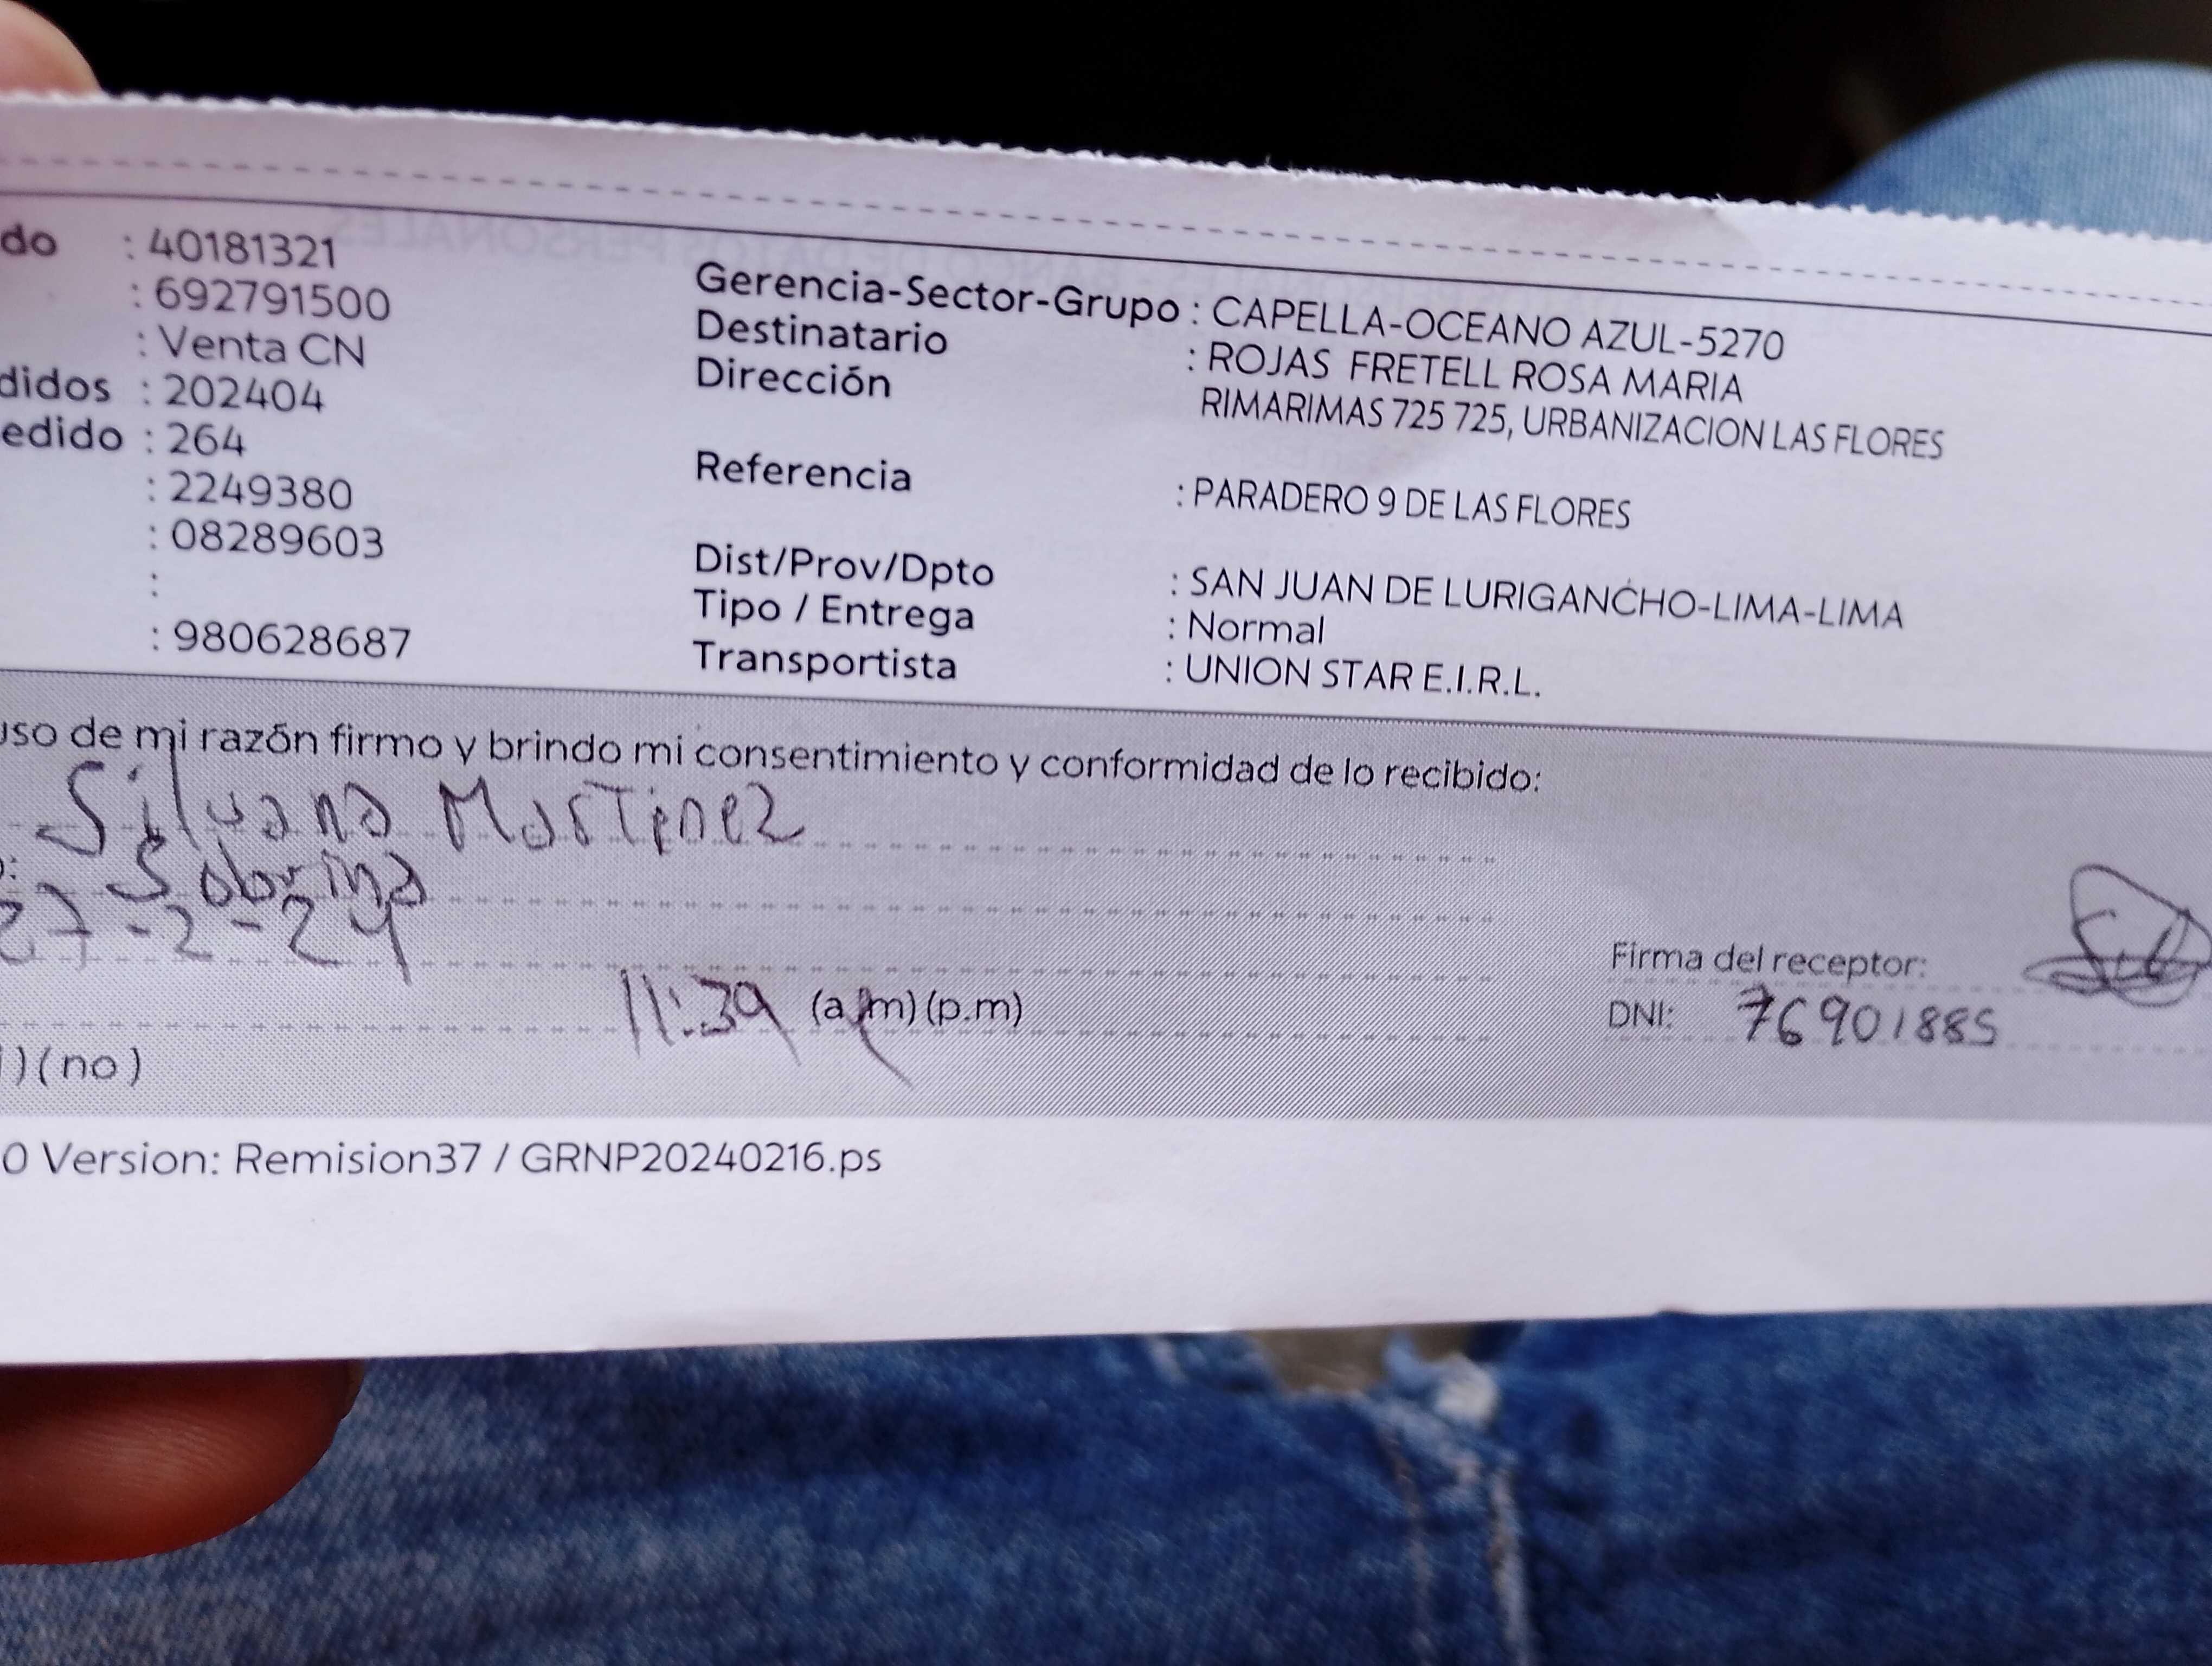 do : 40181321
: 692791500
: Venta CN
didos : 202404
edido : 264
: 2249380
: 08289603
:
: 980628687
Gerencia-Sector-Grupo : CAPELLA-OCEANO AZUL-5270
Destinatario : ROJAS FRETELL ROSA MARIA
Dirección RIMARIMAS 725 725, URBANIZACION LAS FLORES
Referencia : PARADERO 9 DE LAS FLORES
Dist/Prov/Dpto : SAN JUAN DE LURIGANCHO-LIMA-LIMA
Tipo / Entrega : Normal
Transportista : UNION STAR E.I.R.L.
uso de mi razón firmo y brindo mi consentimiento y conformidad de lo recibido:
Silvana Martinez
Sobrina
27-2-24
11:39 (a.m) (p.m)
) (no)
Firma del receptor:
DNI: 76901885
0 Version: Remision37 / GRNP20240216.ps